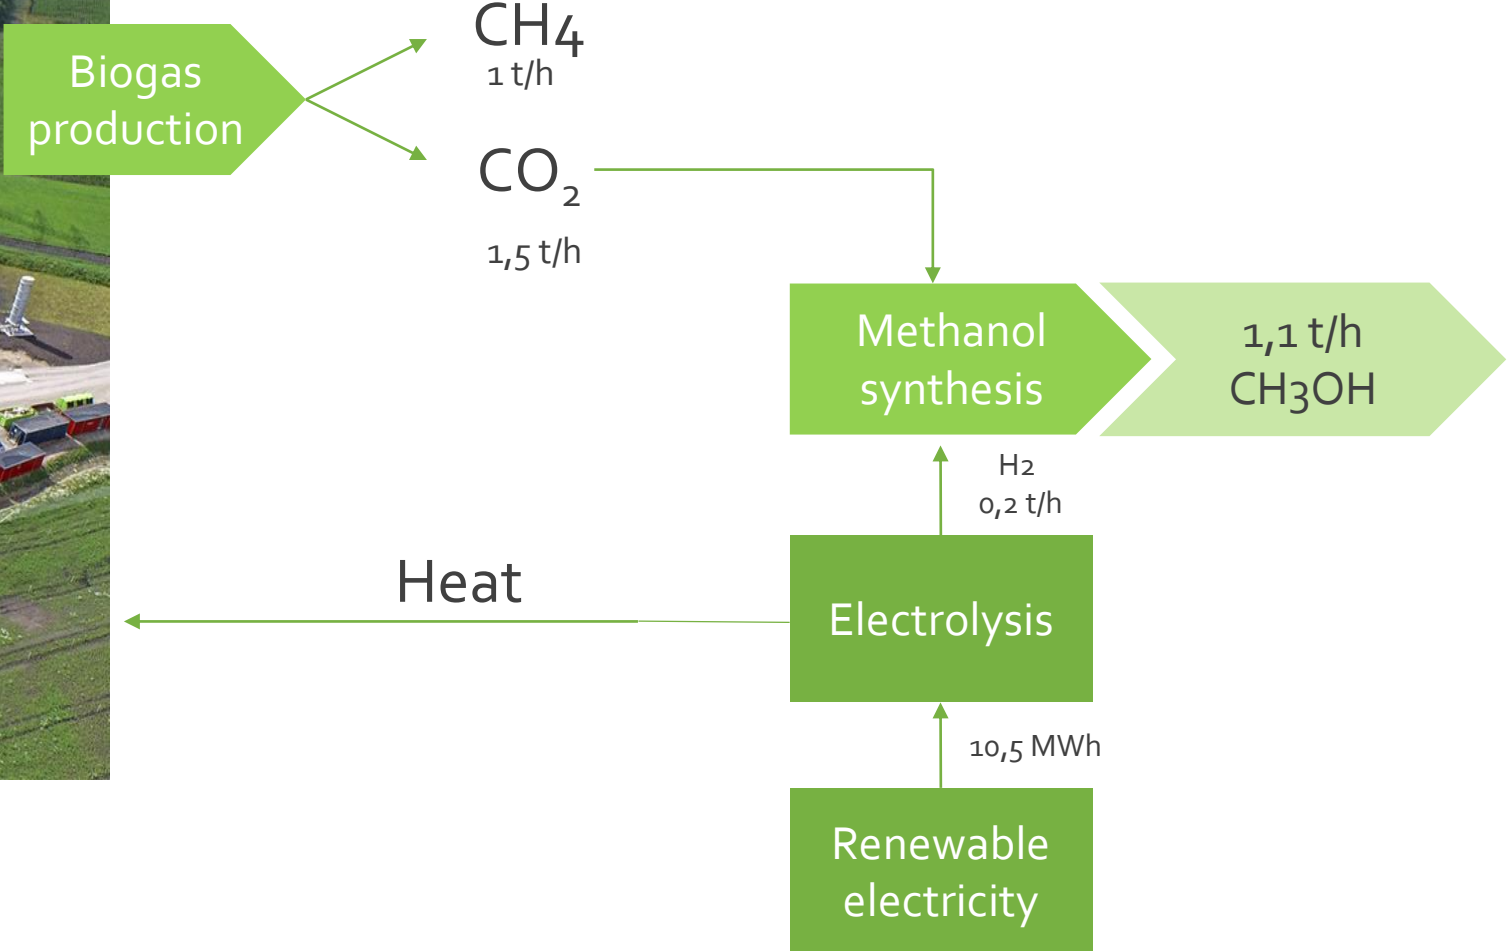 Biogas
production
CH4
1 t/h
CO₂
1,5 t/h
Methanol
synthesis
1,1 t/h
CH3OH
H2
0,2 t/h
Heat
Electrolysis
10,5 MWh
Renewable
electricity